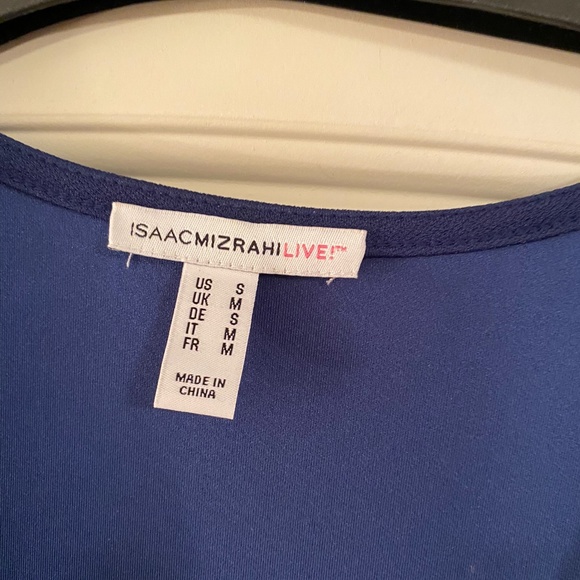 ISAACMIZRAHILIVE!™
US S
UK M
DE S
IT M
FR M
MADE IN
CHINA